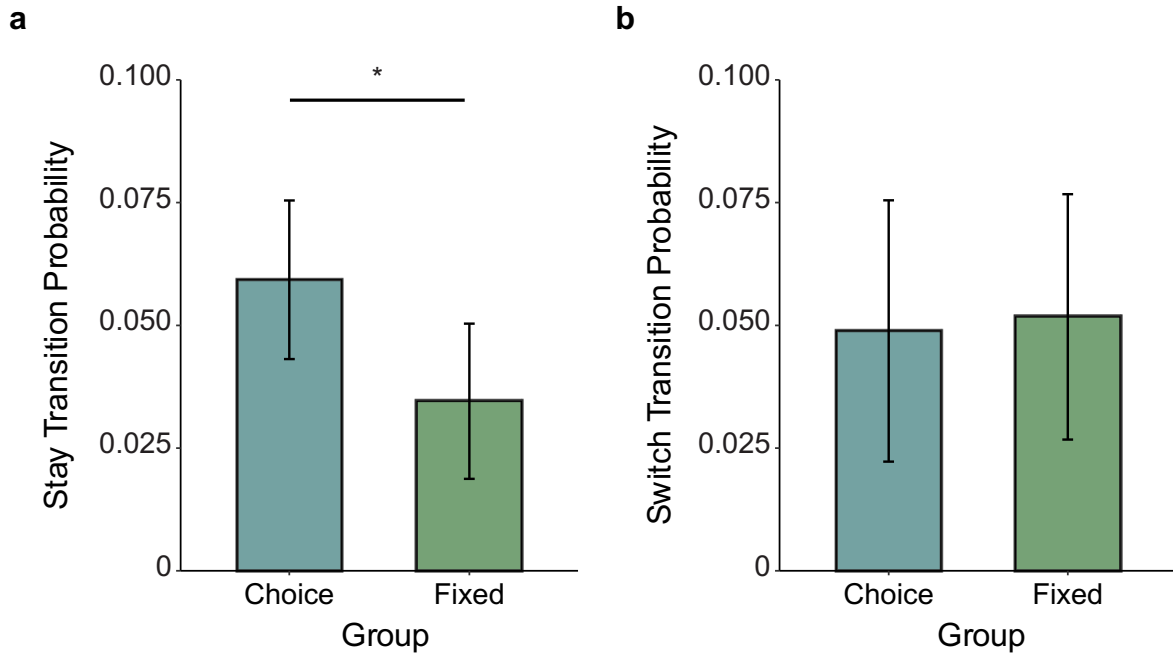 a
Stay Transition Probability
0.100
0.075
0.050
0.025
0
*
Choice
Fixed
Group
b
Switch Transition Probability
0.100
0.075
0.050
0.025
0
Choice
Fixed
Group